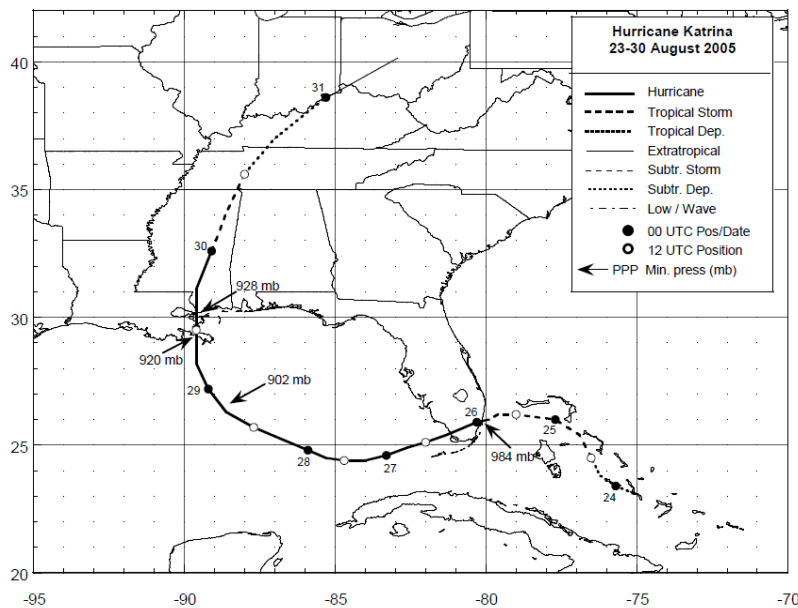 Hurricane Katrina
23-30 August 2005
Hurricane
Tropical Storm
Tropical Dep.
Extratropical
Subtr. Storm
Subtr. Dep.
Low / Wave
00 UTC Pos/Date
12 UTC Position
PPP Min. press (mb)
40
31
35
30
928 mb
30
920 mb
902 mb
29
26
25
984 mb
25
28
27
24
20
-95
-90
-85
-80
-75
-70